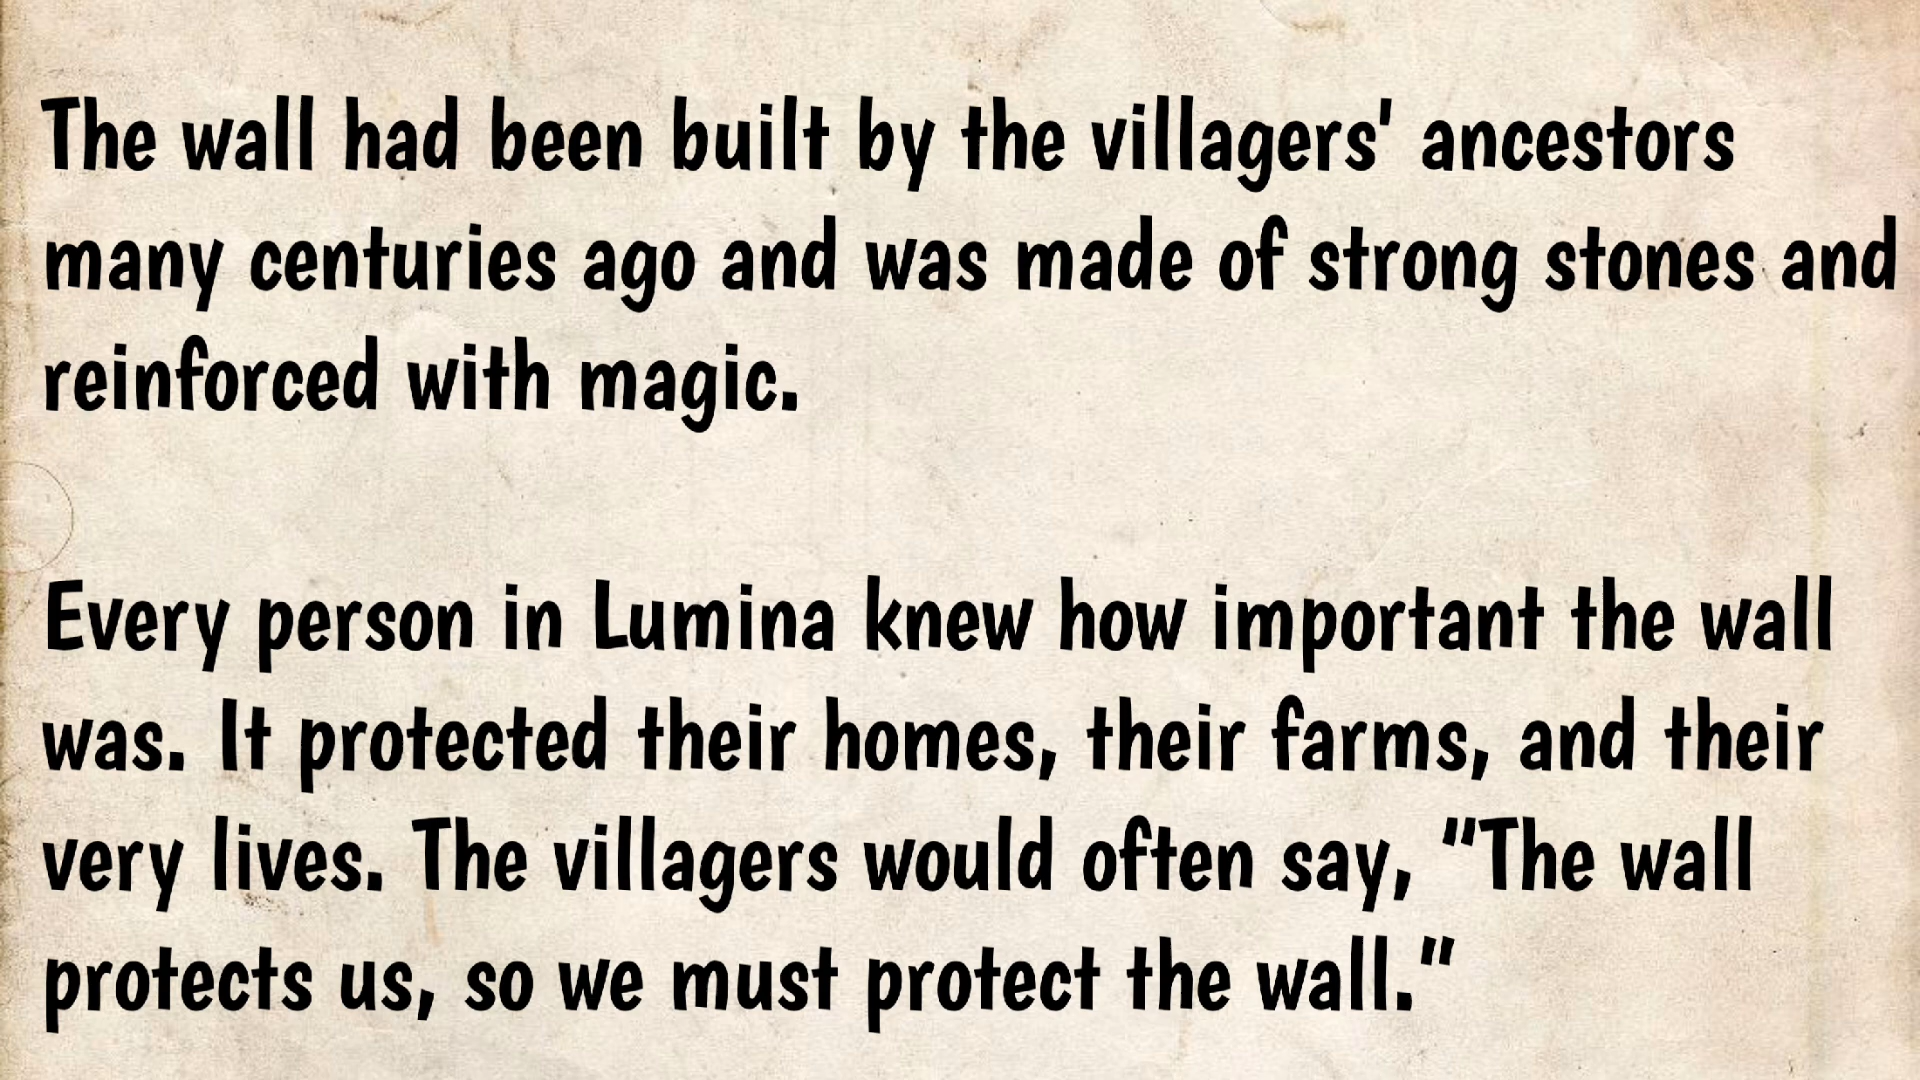 The wall had been built by the villagers' ancestors
many centuries ago and was made of strong stones and
reinforced with magic.
Every person in Lumina knew how important the wall
was. It protected their homes, their farms, and their
very lives. The villagers would often say, "The wall
protects us, so we must protect the wall."